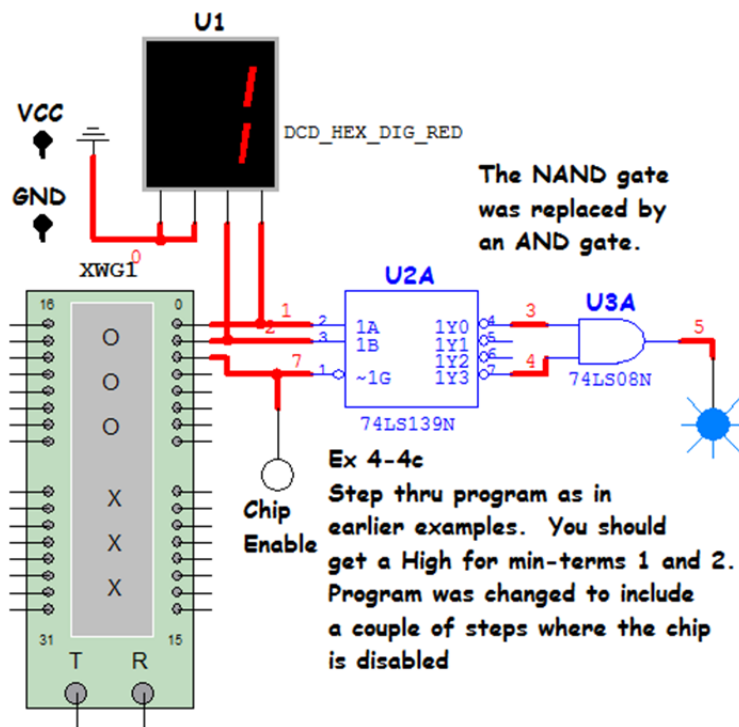 U1
VCC
GND
DCD_HEX_DIG_RED
The NAND gate
was replaced by
an AND gate.
0
XWG1
16
0
O
O
O
X
X
X
31
15
T
R
1
2
7
U2A
2
1A
3
1B
1
~1G
1Y0
4
1Y1
5
1Y2
6
1Y3
7
74LS139N
3
4
U3A
74LS08N
5
Chip
Enable
Ex 4-4c
Step thru program as in
earlier examples. You should
get a High for min-terms 1 and 2.
Program was changed to include
a couple of steps where the chip
is disabled